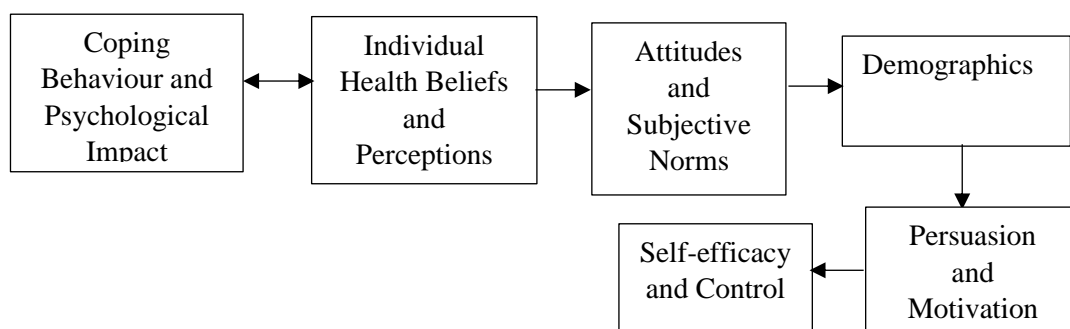 Coping
Behaviour and
Psychological
Impact
Individual
Health Beliefs
and
Perceptions
Attitudes
and
Subjective
Norms
Demographics
Persuasion
and
Motivation
Self-efficacy
and Control